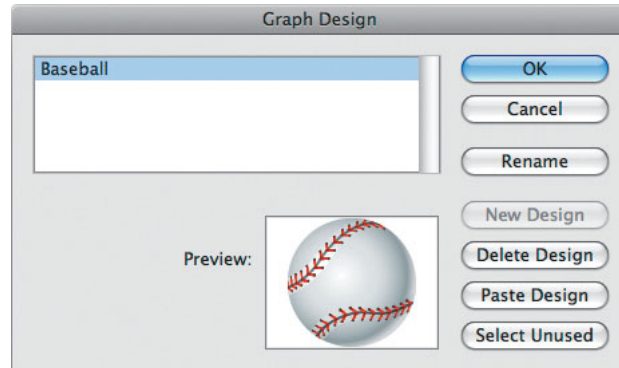 Graph Design
Baseball
OK
Cancel
Rename
New Design
Preview:
Delete Design
Paste Design
Select Unused